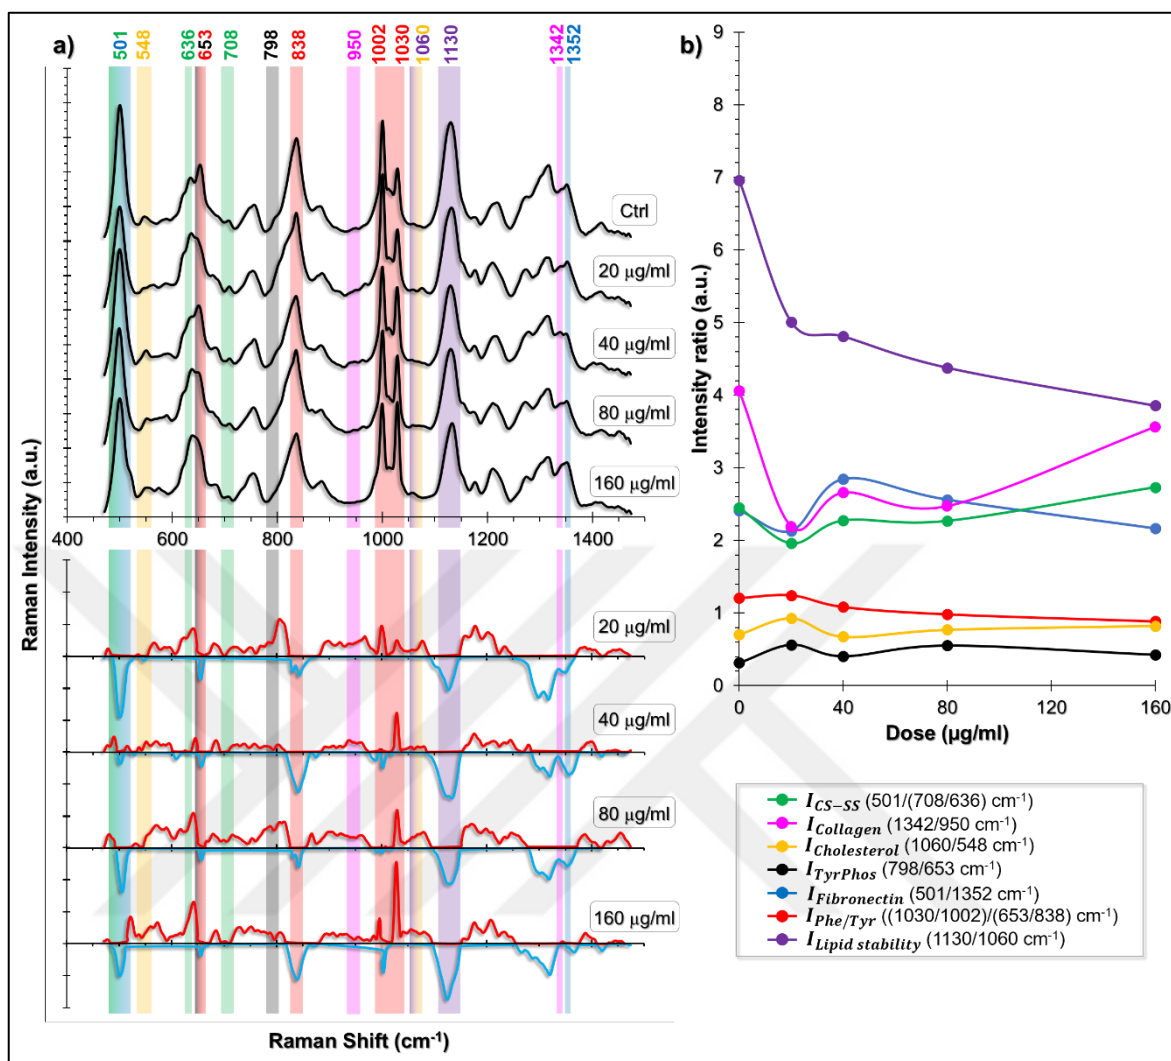 a)
501
548
636
653
708
798
838
950
1002
1030
1060
1130
1342
1352
Ctrl
20 µg/ml
40 µg/ml
80 µg/ml
160 µg/ml
400
600
800
1000
1200
1400
20 µg/ml
40 µg/ml
80 µg/ml
160 µg/ml
Raman Intensity (a.u.)
Raman Shift (cm⁻¹)
b)
9
8
7
6
5
4
3
2
1
0
Intensity ratio (a.u.)
0
40
80
120
160
Dose (µg/ml)
I_CS−SS (501/(708/636) cm⁻¹)
I_Collagen (1342/950 cm⁻¹)
I_Cholesterol (1060/548 cm⁻¹)
I_TyrPhos (798/653 cm⁻¹)
I_Fibronectin (501/1352 cm⁻¹)
I_Phe/Tyr ((1030/1002)/(653/838) cm⁻¹)
I_Lipid stability (1130/1060 cm⁻¹)